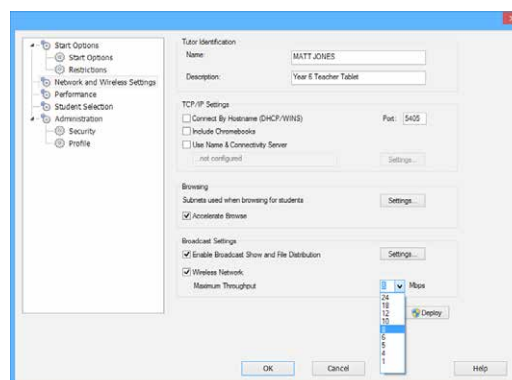 Start Options
Start Options
Restrictions
Network and Wireless Settings
Performance
Student Selection
Administration
Security
Profile
Tutor Identification
Name: MATT JONES
Description: Year 6 Teacher Tablet
TCP/IP Settings
Connect By Hostname (DHCP/WINS) Port: 5405
Include Chromebooks
Use Name & Connectivity Server
...not configured Settings...
Browsing
Subnets used when browsing for students Settings...
Accelerate Browse
Broadcast Settings
Enable Broadcast Show and File Distribution Settings...
Wireless Network
Maximum Throughput 8 Mbps
24
18
12
10
8
6
5
4
1
Deploy
OK Cancel Help